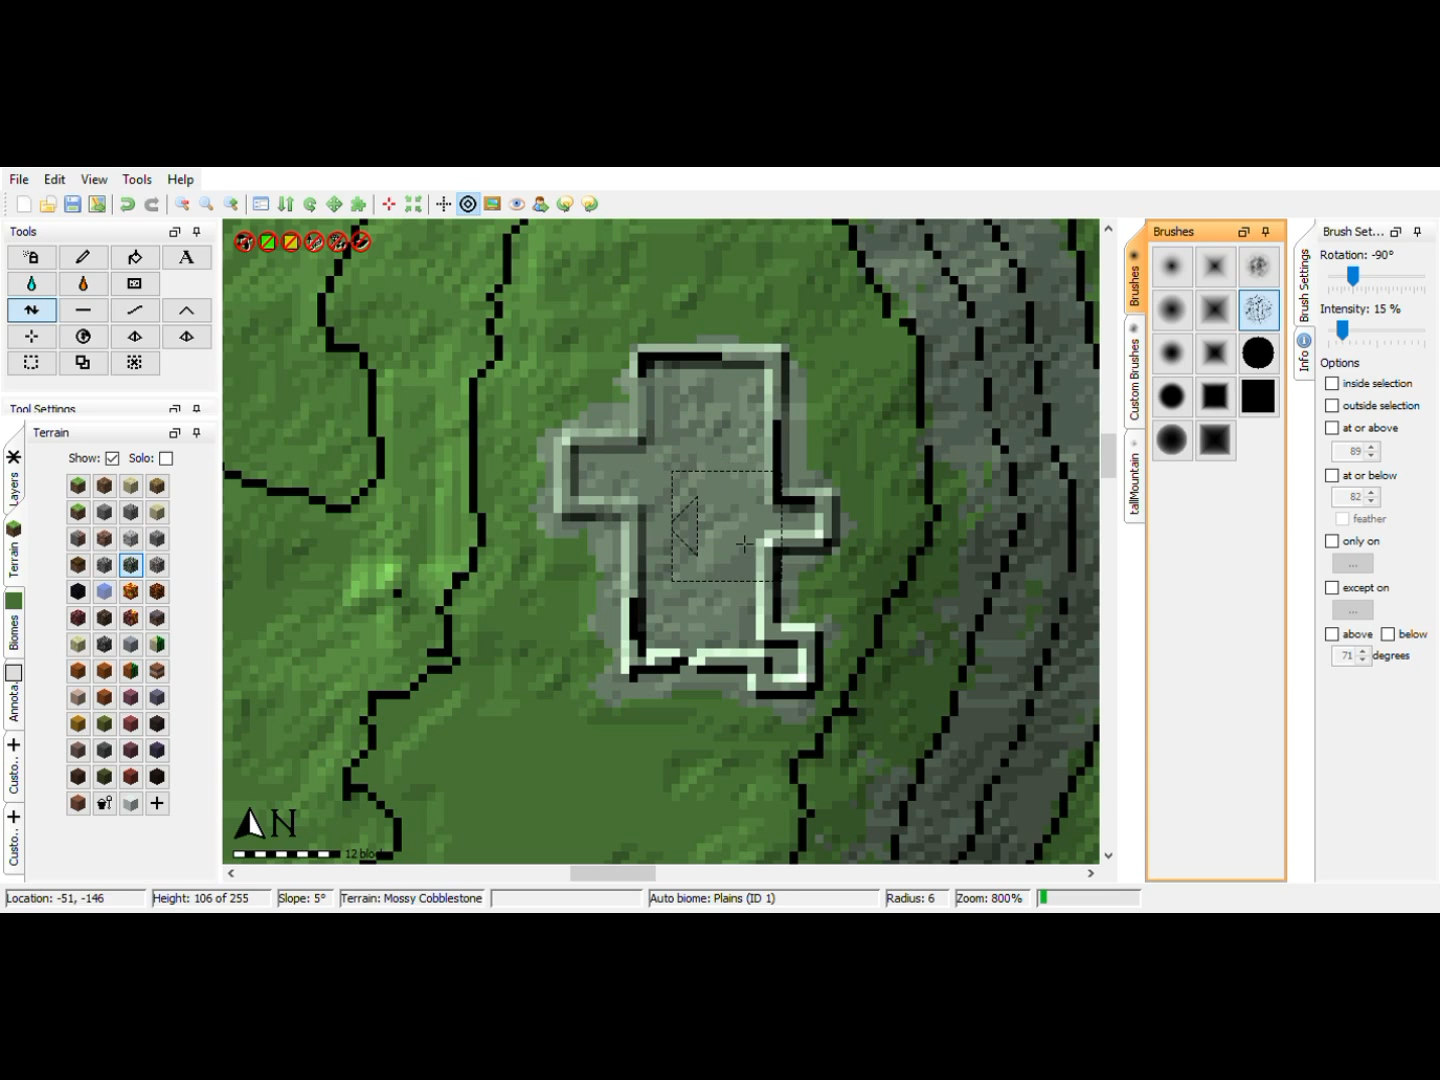 File Edit View Tools Help
Tools
A
Tool Settings
Terrain
Show: Solo:
Layers
Terrain
Biomes
Annota.
Custo..
Custo..
N
12 bloc
Brushes
Brushes
Custom Brushes
tallMountain
Brush Settings
Info
Brush Set...
Rotation: -90°
Intensity: 15 %
Options
inside selection
outside selection
at or above
89
at or below
82
feather
only on
...
except on
...
above below
71 degrees
Location: -51, -146 Height: 106 of 255 Slope: 5° Terrain: Mossy Cobblestone Auto biome: Plains (ID 1) Radius: 6 Zoom: 800%